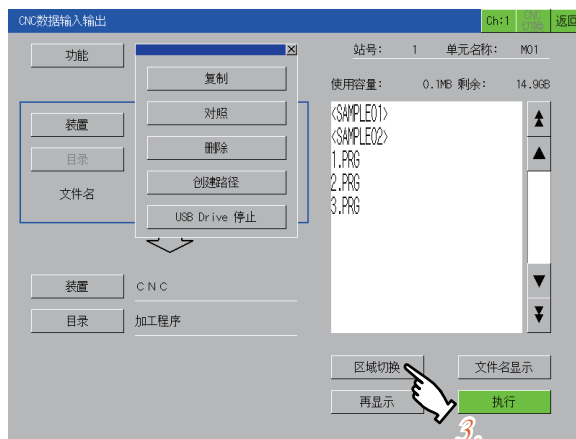 CNC数据输入输出 Ch:1 CNC 切换 返回
功能 站号: 1 单元名称: M01
复制
使用容量: 0.1MB 剩余: 14.9GB
装置 对照 <SAMPLE01>
<SAMPLE02>
目录 删除 1.PRG
文件名 创建路径 2.PRG
3.PRG
USB Drive 停止
装置 CNC
目录 加工程序
区域切换 文件名显示
再显示 执行
3.